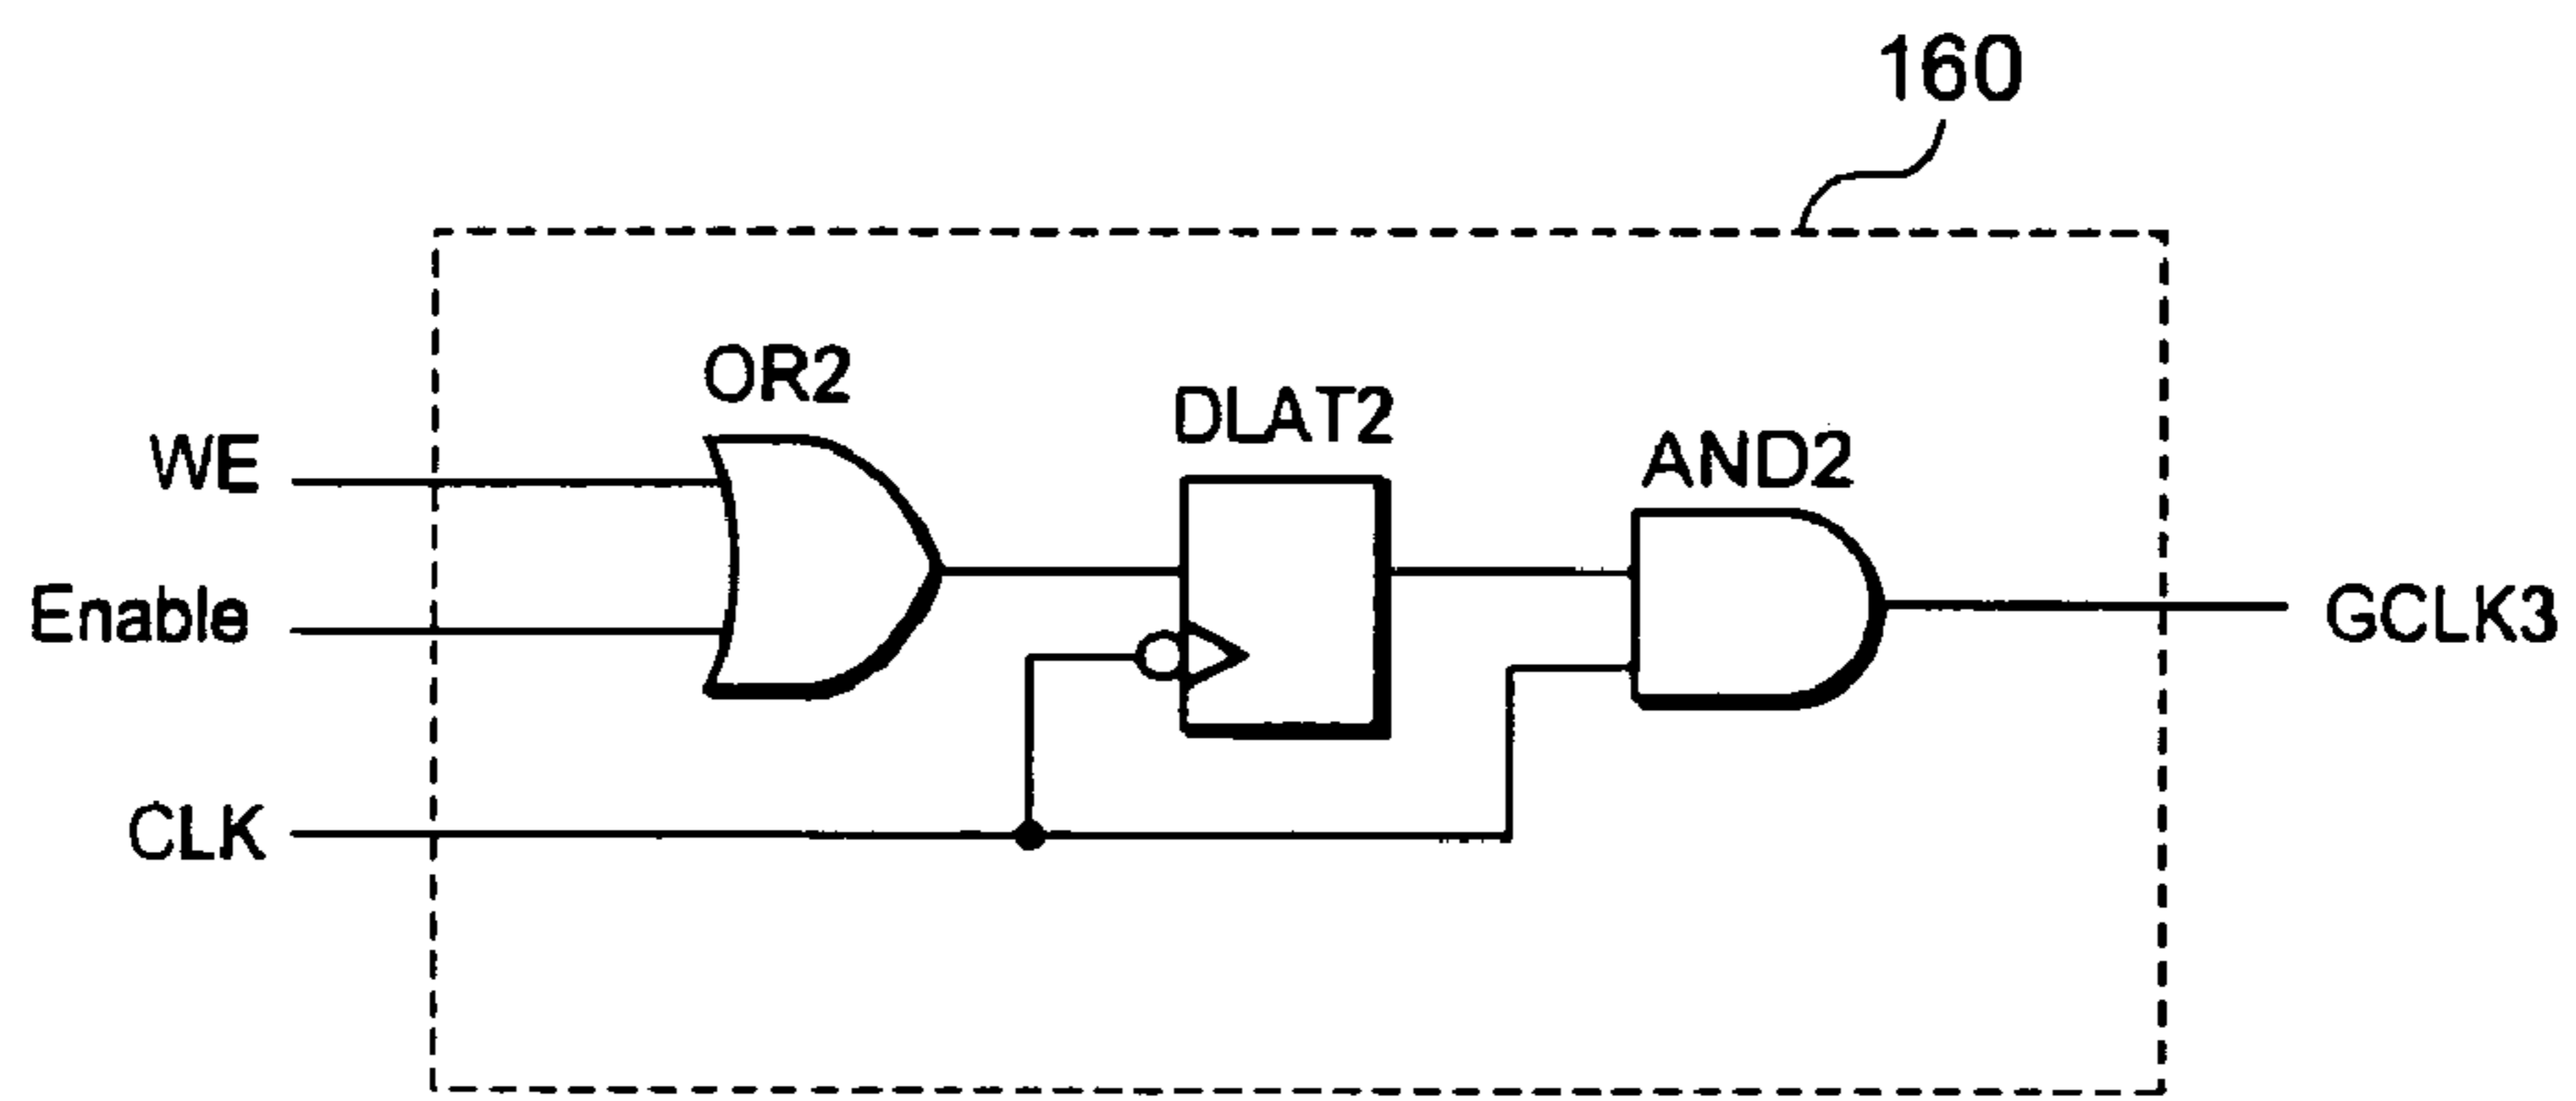 160
OR2
DLAT2
AND2
WE
Enable
CLK
GCLK3